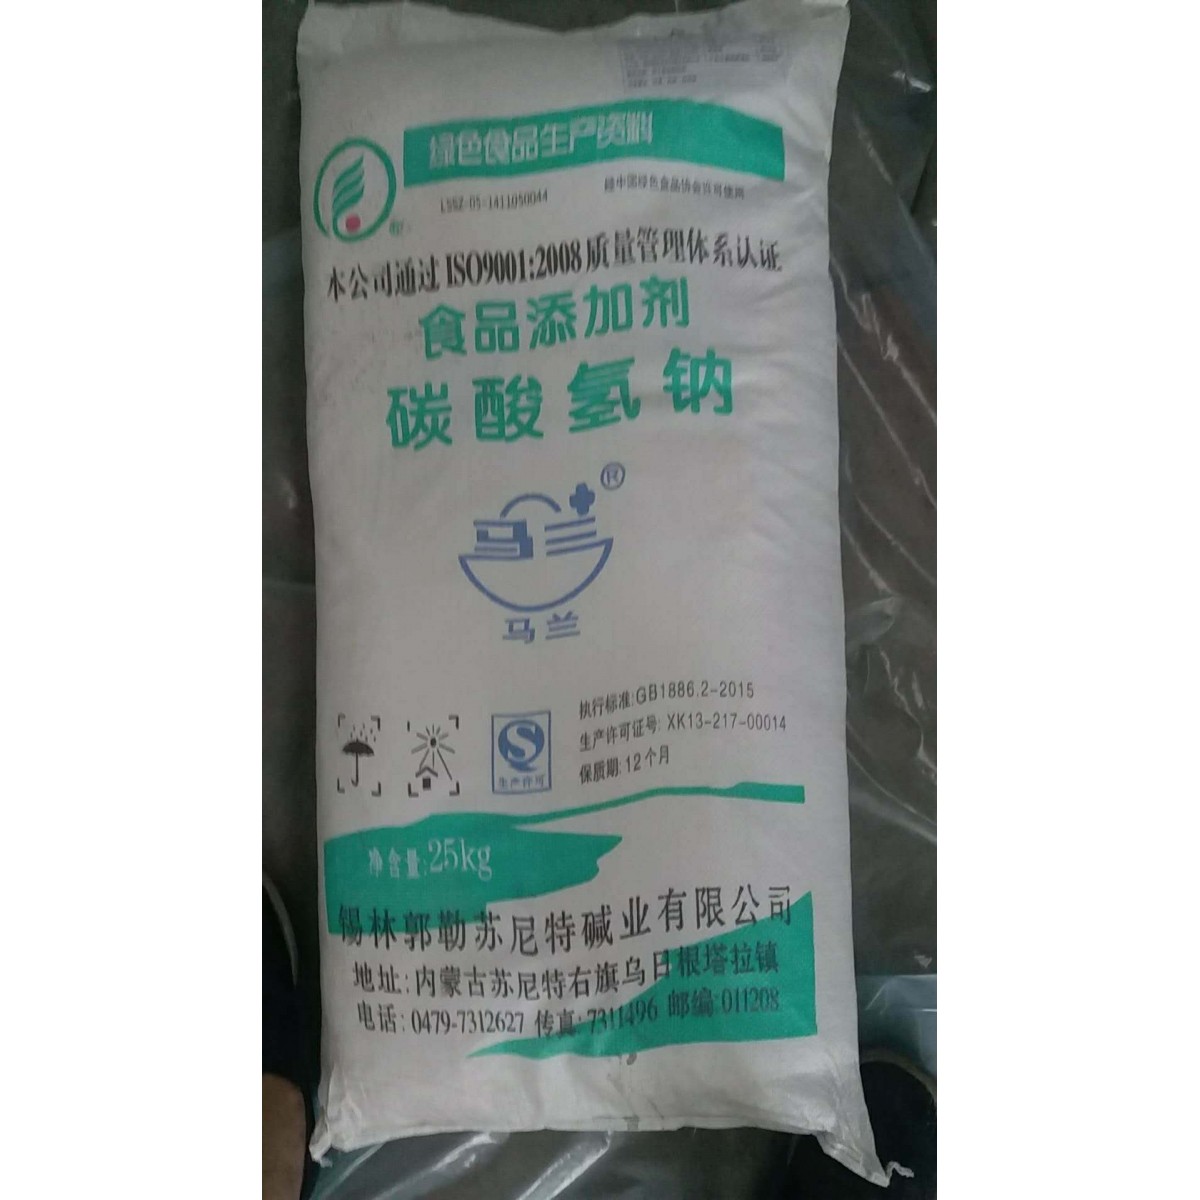 绿色食品生产资料
LSSZ-05-1411050044
经中国绿色食品协会许可使用
本公司通过ISO9001:2008质量管理体系认证
食品添加剂
碳酸氢钠
马兰®
马兰
执行标准:GB1886.2-2015
生产许可证号: XK13-217-00014
保质期:12个月
生产许可
净含量:25kg
锡林郭勒苏尼特碱业有限公司
地址:内蒙古苏尼特右旗乌日根塔拉镇
电话:0479-7312627 传真:7311496 邮编:011208